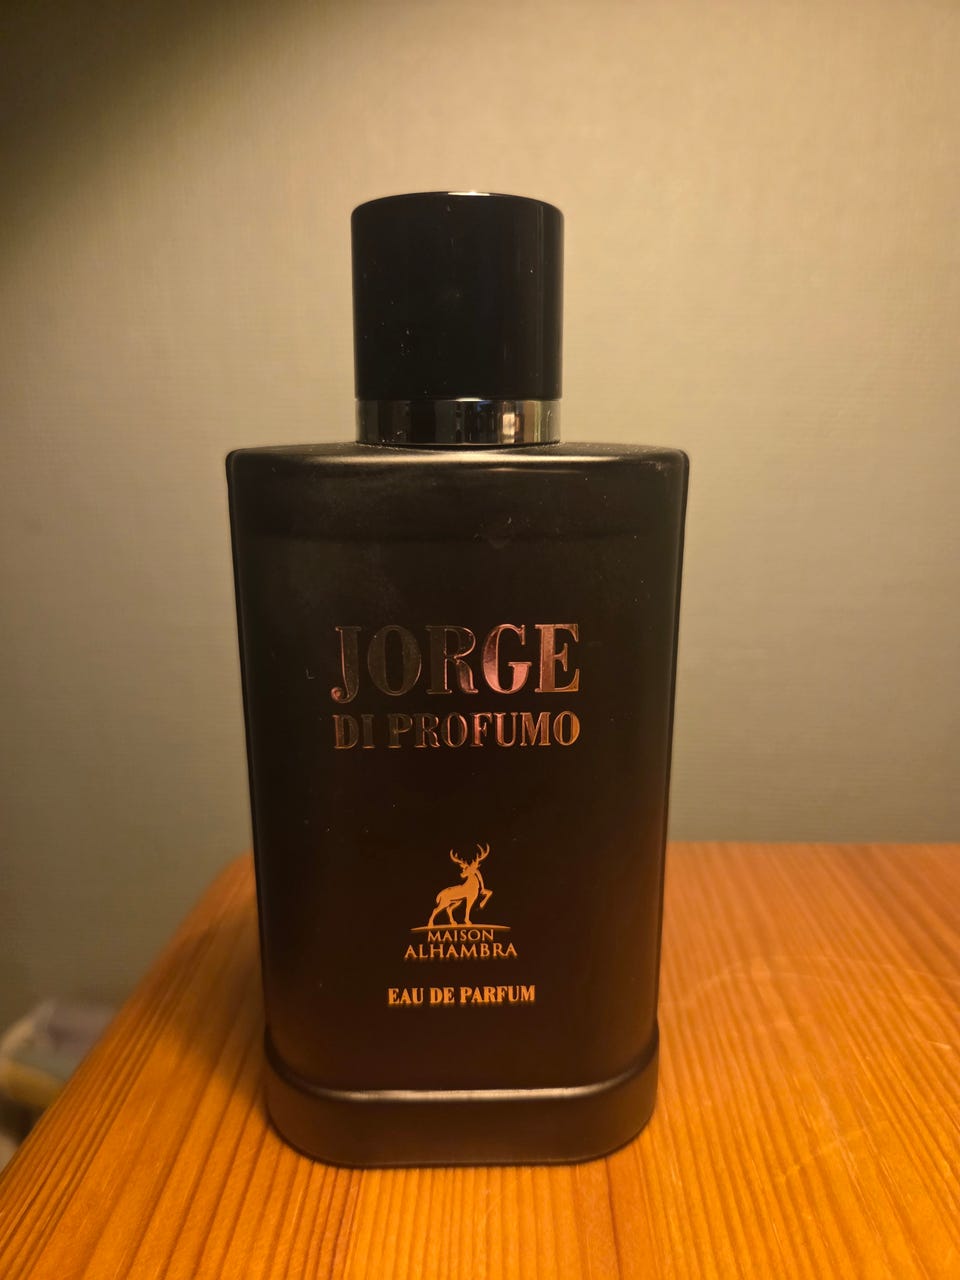 JORGE
DI PROFUMO
MAISON
ALHAMBRA
EAU DE PARFUM